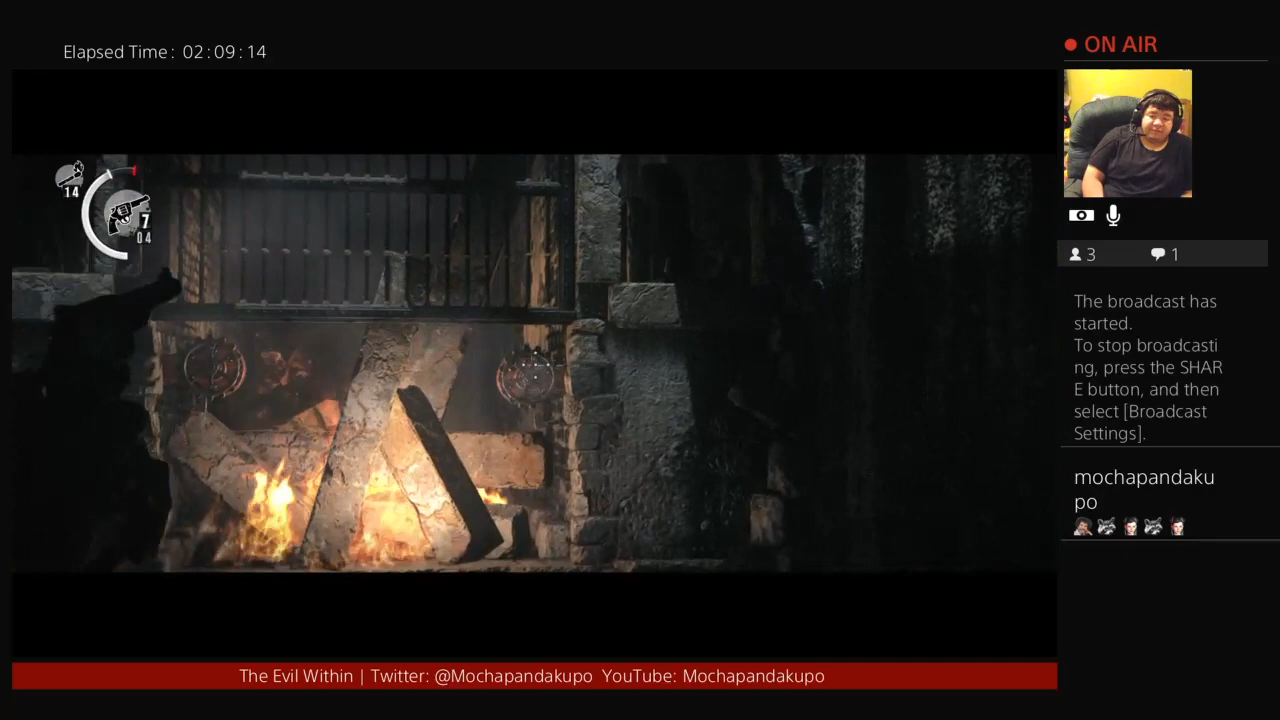 Elapsed Time: 02:09:14
ON AIR
14
7
04
3
1
The broadcast has
started.
To stop broadcasti
ng, press the SHAR
E button, and then
select [Broadcast
Settings].
mochapandaku
po
The Evil Within | Twitter: @Mochapandakupo YouTube: Mochapandakupo